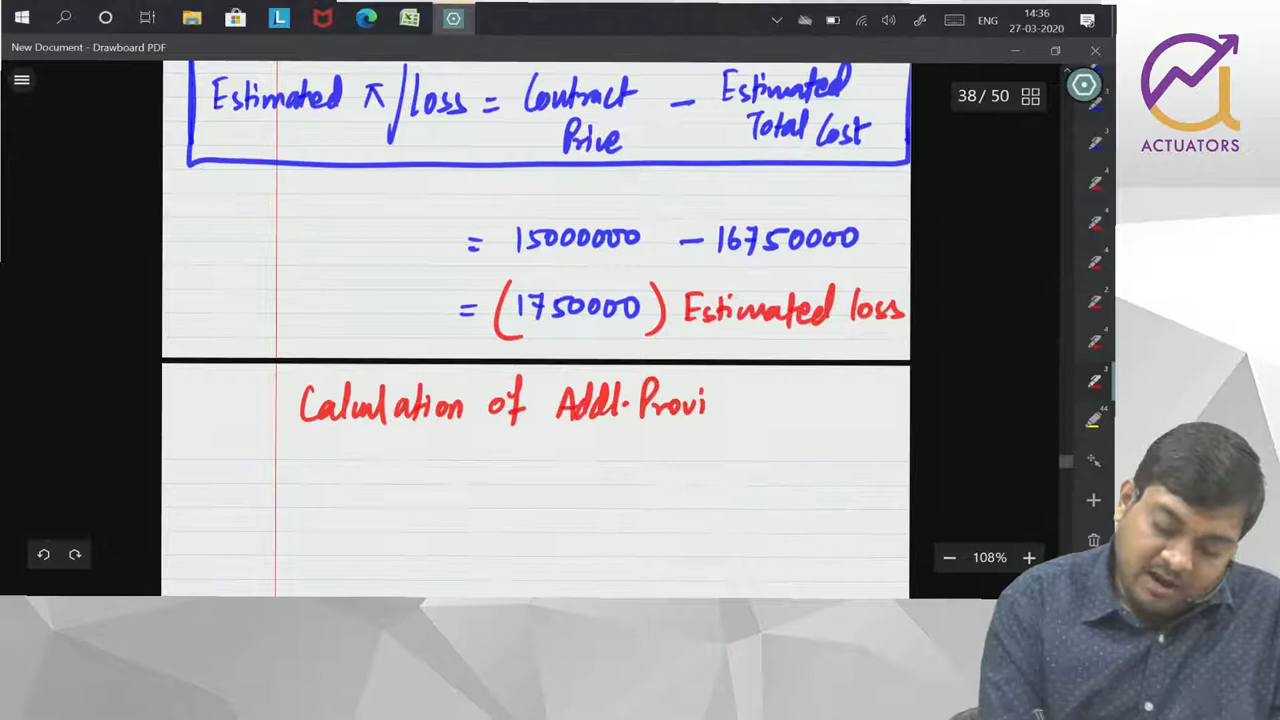 14:36
ENG
27-03-2020
New Document - Drawboard PDF
38 / 50
Estimated π / Loss = Contract Price – Estimated Total Cost
= 15000000 – 16750000
= (1750000) Estimated loss
Calculation of Addl. Provi
108%
ACTUATORS